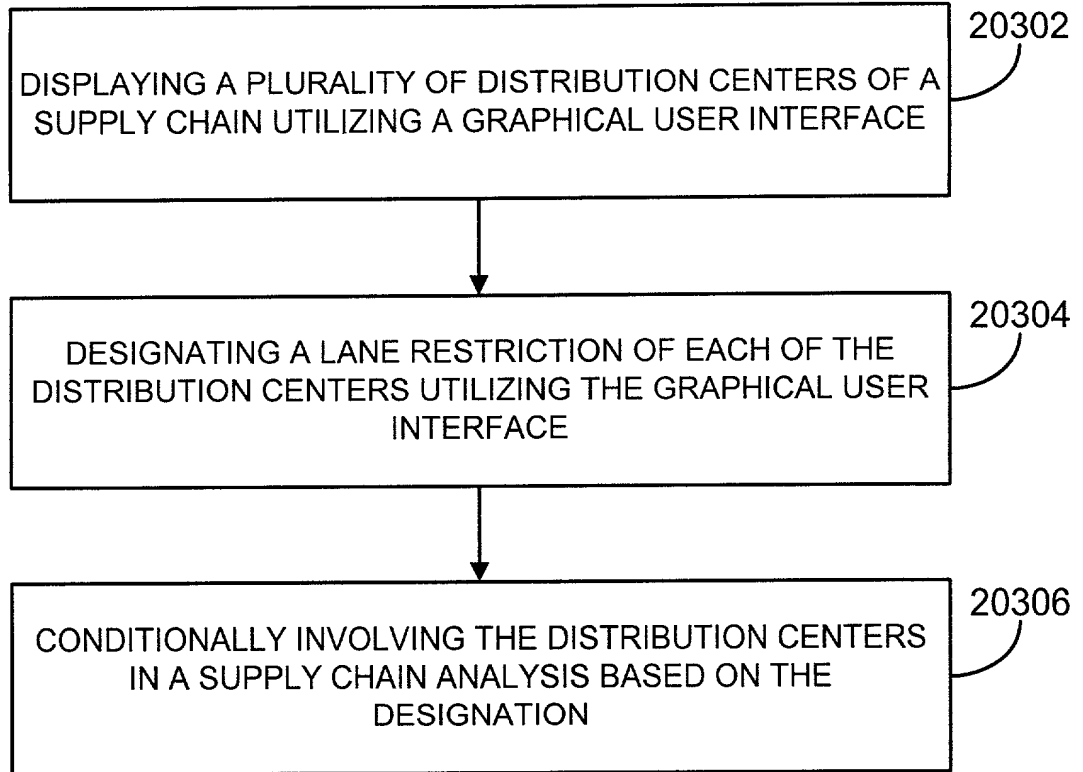 20302
DISPLAYING A PLURALITY OF DISTRIBUTION CENTERS OF A
SUPPLY CHAIN UTILIZING A GRAPHICAL USER INTERFACE
20304
DESIGNATING A LANE RESTRICTION OF EACH OF THE
DISTRIBUTION CENTERS UTILIZING THE GRAPHICAL USER
INTERFACE
20306
CONDITIONALLY INVOLVING THE DISTRIBUTION CENTERS
IN A SUPPLY CHAIN ANALYSIS BASED ON THE
DESIGNATION